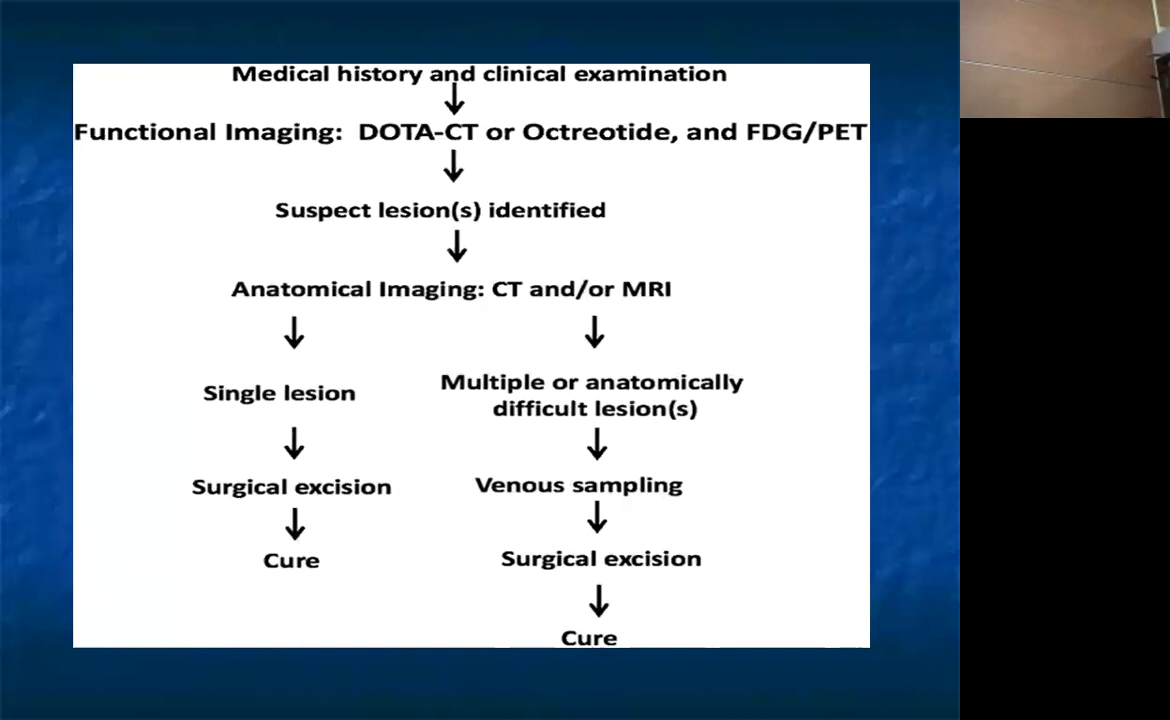 Medical history and clinical examination
Functional Imaging: DOTA-CT or Octreotide, and FDG/PET
Suspect lesion(s) identified
Anatomical Imaging: CT and/or MRI
Single lesion
Surgical excision
Cure
Multiple or anatomically
difficult lesion(s)
Venous sampling
Surgical excision
Cure